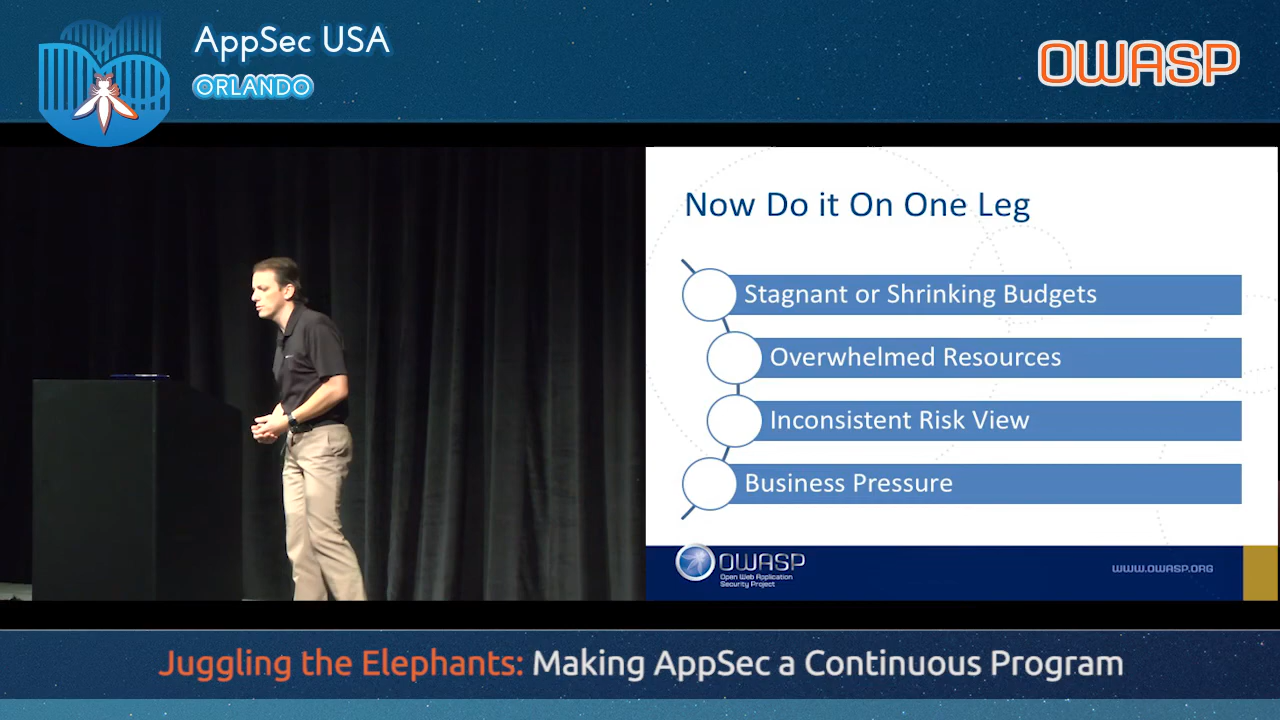 AppSec USA
ORLANDO
OWASP
Now Do it On One Leg
Stagnant or Shrinking Budgets
Overwhelmed Resources
Inconsistent Risk View
Business Pressure
OWASP
Open Web Application
Security Project
WWW.OWASP.ORG
Juggling the Elephants: Making AppSec a Continuous Program